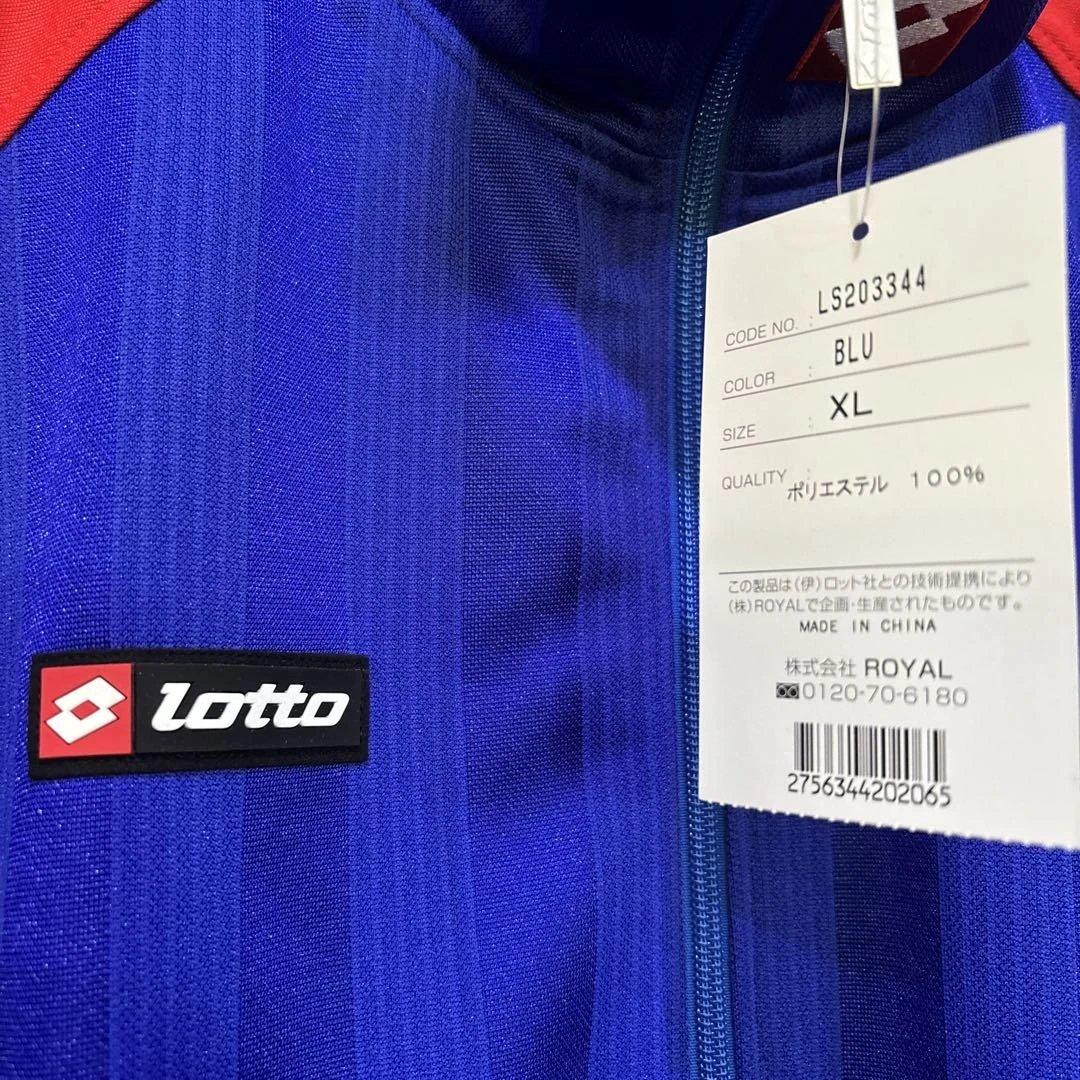 CODE NO. : LS203344
COLOR : BLU
SIZE : XL
QUALITY : ポリエステル 100%
この製品は(伊)ロット社との技術提携により
(株)ROYALで企画・生産されたものです。
MADE IN CHINA
株式会社 ROYAL
0120-70-6180
2756344202065
lotto